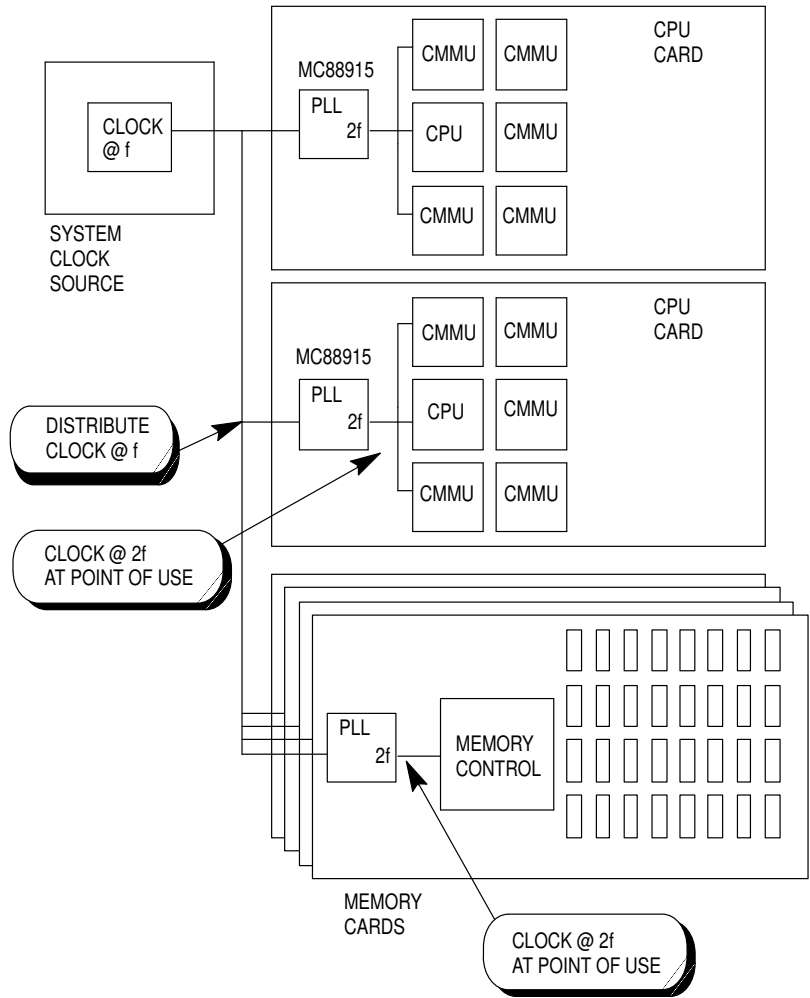 CPU
CARD
MC88915
PLL
2f
CMMU
CMMU
CPU
CMMU
CMMU
CMMU
CLOCK
@ f
SYSTEM
CLOCK
SOURCE
CPU
CARD
MC88915
PLL
2f
CMMU
CMMU
CPU
CMMU
CMMU
CMMU
DISTRIBUTE
CLOCK @ f
CLOCK @ 2f
AT POINT OF USE
PLL
2f
MEMORY
CONTROL
MEMORY
CARDS
CLOCK @ 2f
AT POINT OF USE